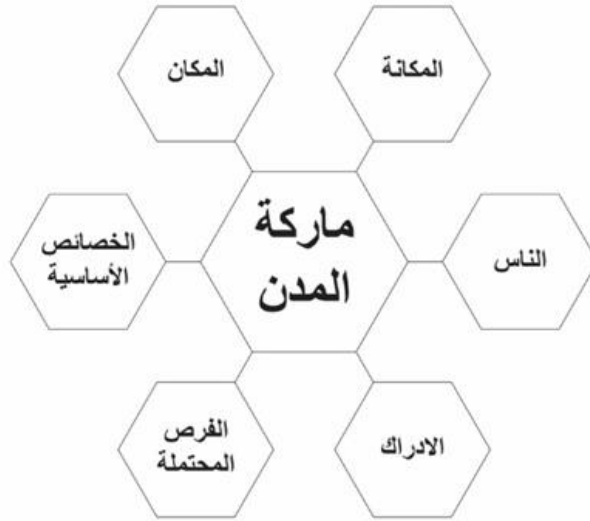 المكانة
المكان
ماركة
المدن
الناس
الخصائص
الأساسية
الادراك
الفرص
المحتملة